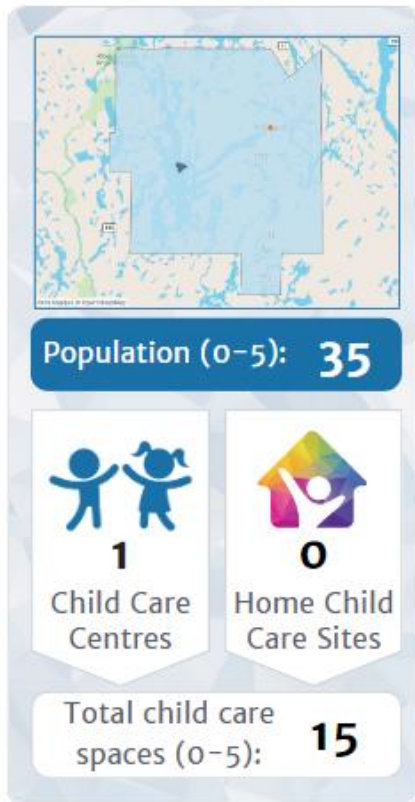 Population (0-5): 35
1
Child Care
Centres
0
Home Child
Care Sites
Total child care
spaces (0-5): 15